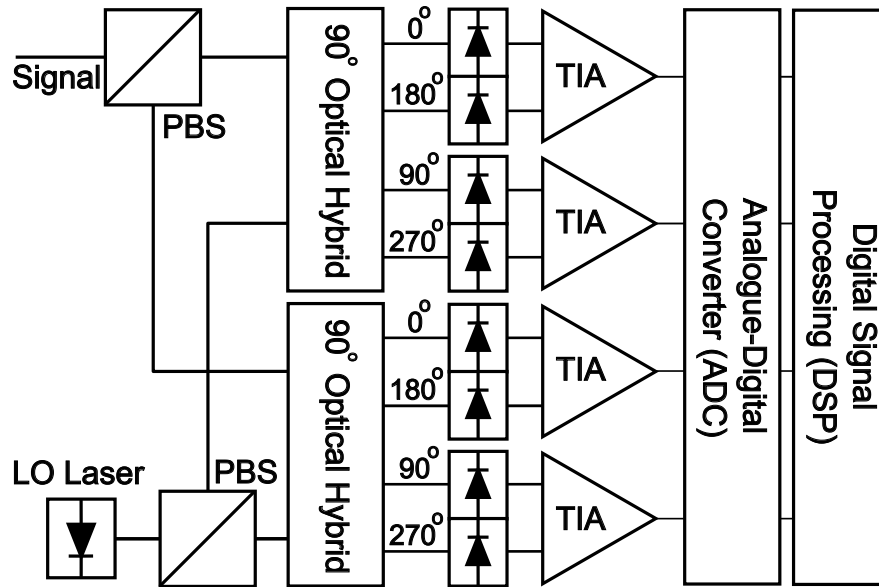 Signal
PBS
90° Optical Hybrid
0°
180°
90°
270°
TIA
TIA
90° Optical Hybrid
0°
180°
90°
270°
TIA
TIA
LO Laser
PBS
Analogue-Digital
Converter (ADC)
Digital Signal
Processing (DSP)